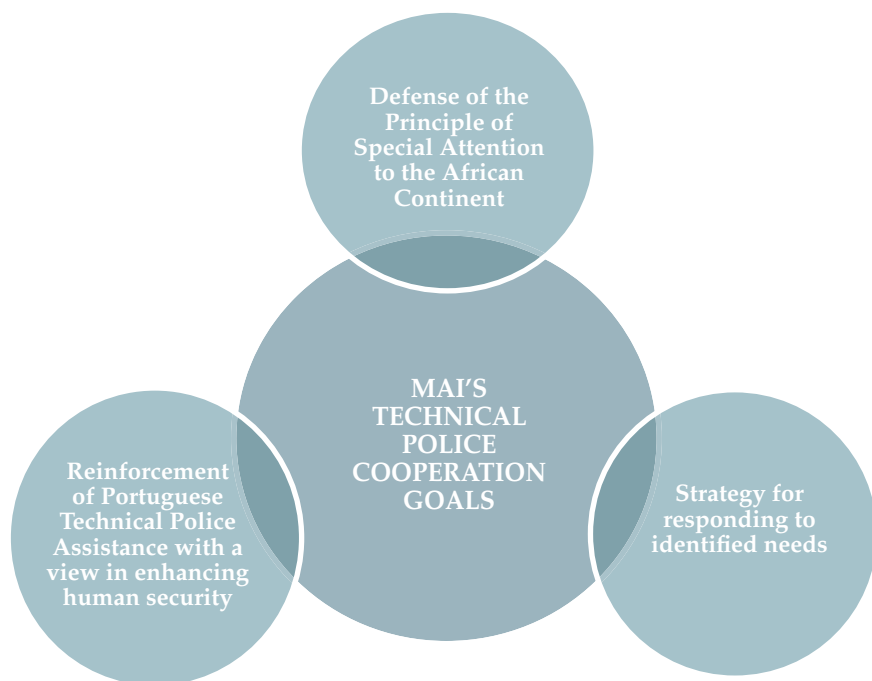 Defense of the
Principle of
Special Attention
to the African
Continent
MAI’S
TECHNICAL
POLICE
COOPERATION
GOALS
Reinforcement
of Portuguese
Technical Police
Assistance with a
view in enhancing
human security
Strategy for
responding to
identified needs